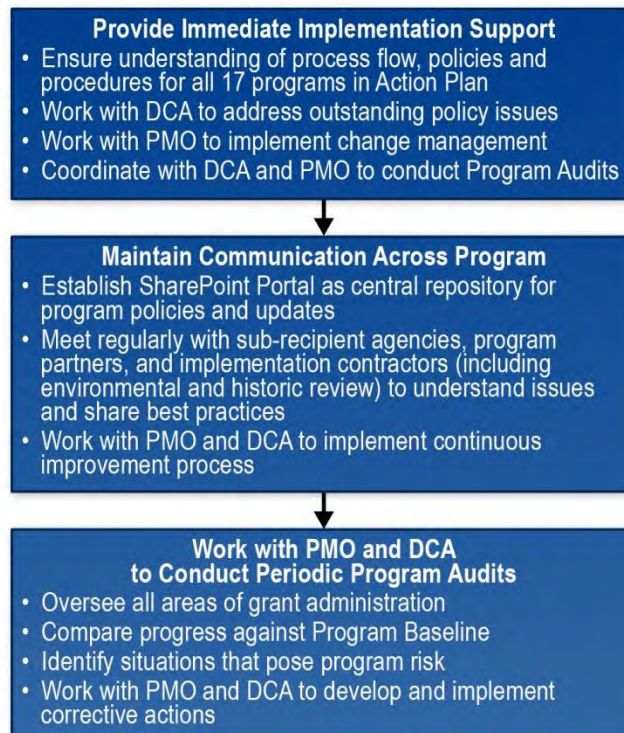 Provide Immediate Implementation Support
• Ensure understanding of process flow, policies and
procedures for all 17 programs in Action Plan
• Work with DCA to address outstanding policy issues
• Work with PMO to implement change management
• Coordinate with DCA and PMO to conduct Program Audits
Maintain Communication Across Program
• Establish SharePoint Portal as central repository for
program policies and updates
• Meet regularly with sub-recipient agencies, program
partners, and implementation contractors (including
environmental and historic review) to understand issues
and share best practices
• Work with PMO and DCA to implement continuous
improvement process
Work with PMO and DCA
to Conduct Periodic Program Audits
• Oversee all areas of grant administration
• Compare progress against Program Baseline
• Identify situations that pose program risk
• Work with PMO and DCA to develop and implement
corrective actions